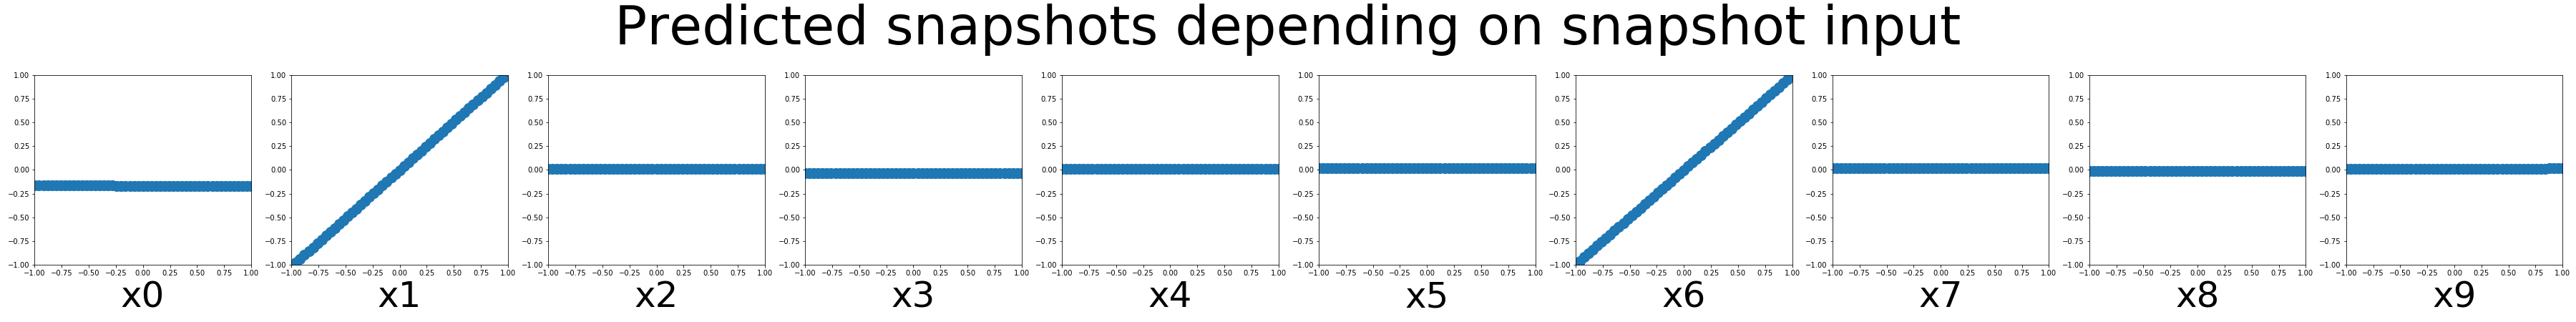 Predicted snapshots depending on snapshot input
1.00 1.00 1.00 1.00 1.00 1.00 1.00 1.00 1.00 1.00
0.75 0.75 0.75 0.75 0.75 0.75 0.75 0.75 0.75 0.75
0.50 0.50 0.50 0.50 0.50 0.50 0.50 0.50 0.50 0.50
0.25 0.25 0.25 0.25 0.25 0.25 0.25 0.25 0.25 0.25
0.00 0.00 0.00 0.00 0.00 0.00 0.00 0.00 0.00 0.00
−0.25 −0.25 −0.25 −0.25 −0.25 −0.25 −0.25 −0.25 −0.25 −0.25
−0.50 −0.50 −0.50 −0.50 −0.50 −0.50 −0.50 −0.50 −0.50 −0.50
−0.75 −0.75 −0.75 −0.75 −0.75 −0.75 −0.75 −0.75 −0.75 −0.75
−1.00 −1.00 −1.00 −1.00 −1.00 −1.00 −1.00 −1.00 −1.00 −1.00
−1.00 −0.75 −0.50 −0.25 0.00 0.25 0.50 0.75 1.00 −1.00 −0.75 −0.50 −0.25 0.00 0.25 0.50 0.75 1.00 −1.00 −0.75 −0.50 −0.25 0.00 0.25 0.50 0.75 1.00 −1.00 −0.75 −0.50 −0.25 0.00 0.25 0.50 0.75 1.00 −1.00 −0.75 −0.50 −0.25 0.00 0.25 0.50 0.75 1.00 −1.00 −0.75 −0.50 −0.25 0.00 0.25 0.50 0.75 1.00 −1.00 −0.75 −0.50 −0.25 0.00 0.25 0.50 0.75 1.00 −1.00 −0.75 −0.50 −0.25 0.00 0.25 0.50 0.75 1.00 −1.00 −0.75 −0.50 −0.25 0.00 0.25 0.50 0.75 1.00 −1.00 −0.75 −0.50 −0.25 0.00 0.25 0.50 0.75 1.00
x0 x1 x2 x3 x4 x5 x6 x7 x8 x9